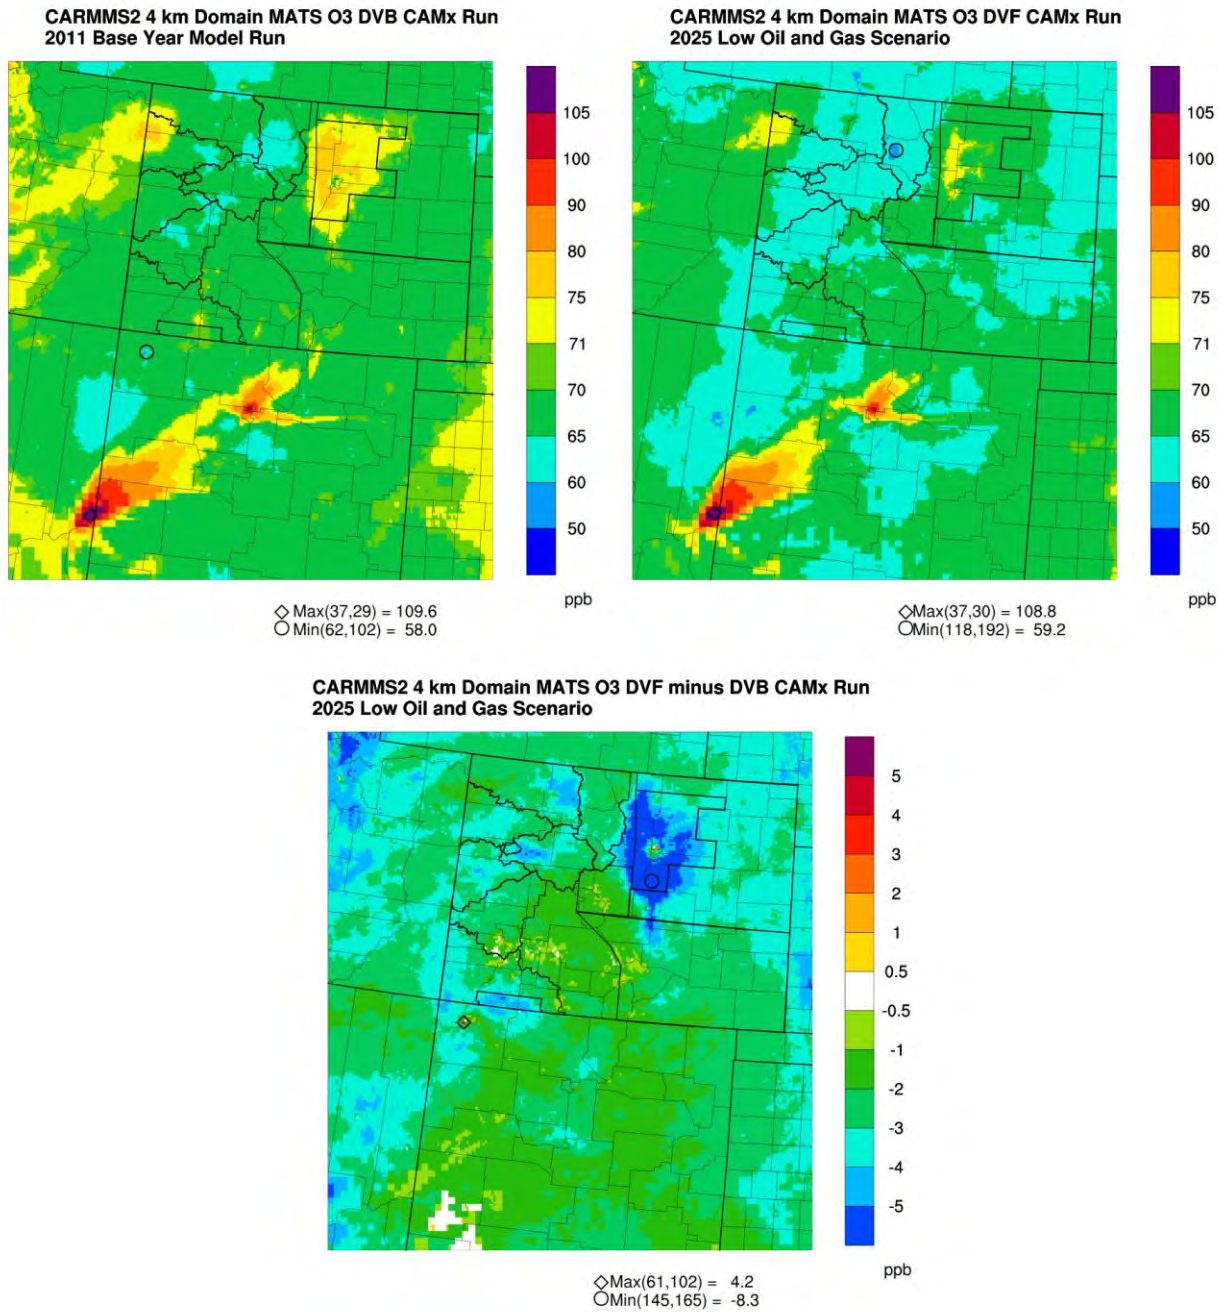 CARMMS2 4 km Domain MATS O3 DVB CAMx Run
2011 Base Year Model Run
105
100
90
80
75
71
70
65
60
50
ppb
Max(37,29) = 109.6
Min(62,102) = 58.0
CARMMS2 4 km Domain MATS O3 DVF CAMx Run
2025 Low Oil and Gas Scenario
105
100
90
80
75
71
70
65
60
50
ppb
Max(37,30) = 108.8
Min(118,192) = 59.2
CARMMS2 4 km Domain MATS O3 DVF minus DVB CAMx Run
2025 Low Oil and Gas Scenario
5
4
3
2
1
0.5
-0.5
-1
-2
-3
-4
-5
ppb
Max(61,102) = 4.2
Min(145,165) = -8.3